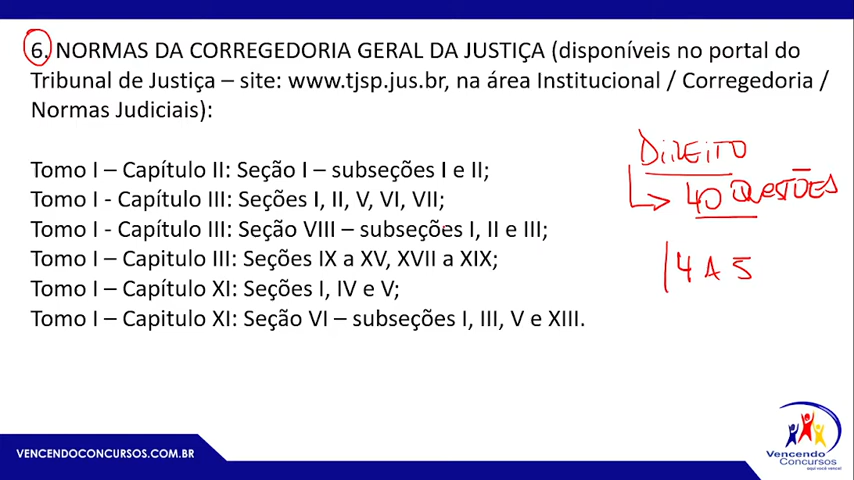 6. NORMAS DA CORREGEDORIA GERAL DA JUSTIÇA (disponíveis no portal do
Tribunal de Justiça – site: www.tjsp.jus.br, na área Institucional / Corregedoria /
Normas Judiciais):
Tomo I – Capítulo II: Seção I – subseções I e II;
Tomo I - Capítulo III: Seções I, II, V, VI, VII;
Tomo I - Capítulo III: Seção VIII – subseções I, II e III;
Tomo I – Capitulo III: Seções IX a XV, XVII a XIX;
Tomo I – Capítulo XI: Seções I, IV e V;
Tomo I – Capitulo XI: Seção VI – subseções I, III, V e XIII.
DIREITO
40 QUESTÕES
4 A 5
VENCENDOCONCURSOS.COM.BR
Vencendo
Concursos
aqui você vence!